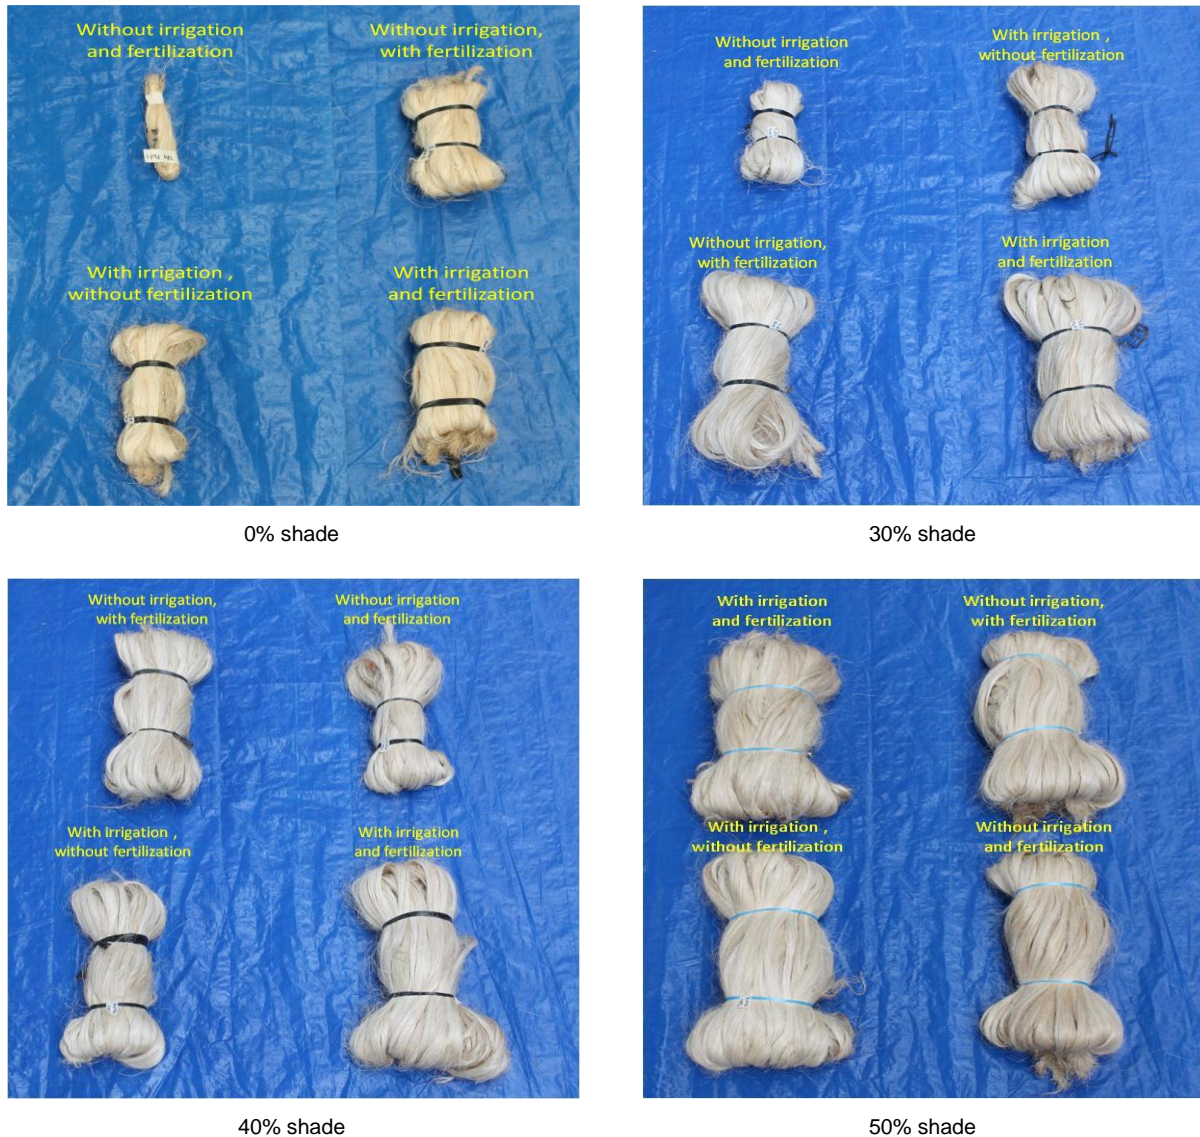 Without irrigation
and fertilization
Without irrigation,
with fertilization
With irrigation ,
without fertilization
With irrigation
and fertilization
0% shade
Without irrigation
and fertilization
With irrigation ,
without fertilization
Without irrigation,
with fertilization
With irrigation
and fertilization
30% shade
Without irrigation,
with fertilization
Without irrigation
and fertilization
With irrigation ,
without fertilization
With irrigation
and fertilization
40% shade
With irrigation
and fertilization
Without irrigation,
with fertilization
With irrigation ,
without fertilization
Without irrigation
and fertilization
50% shade